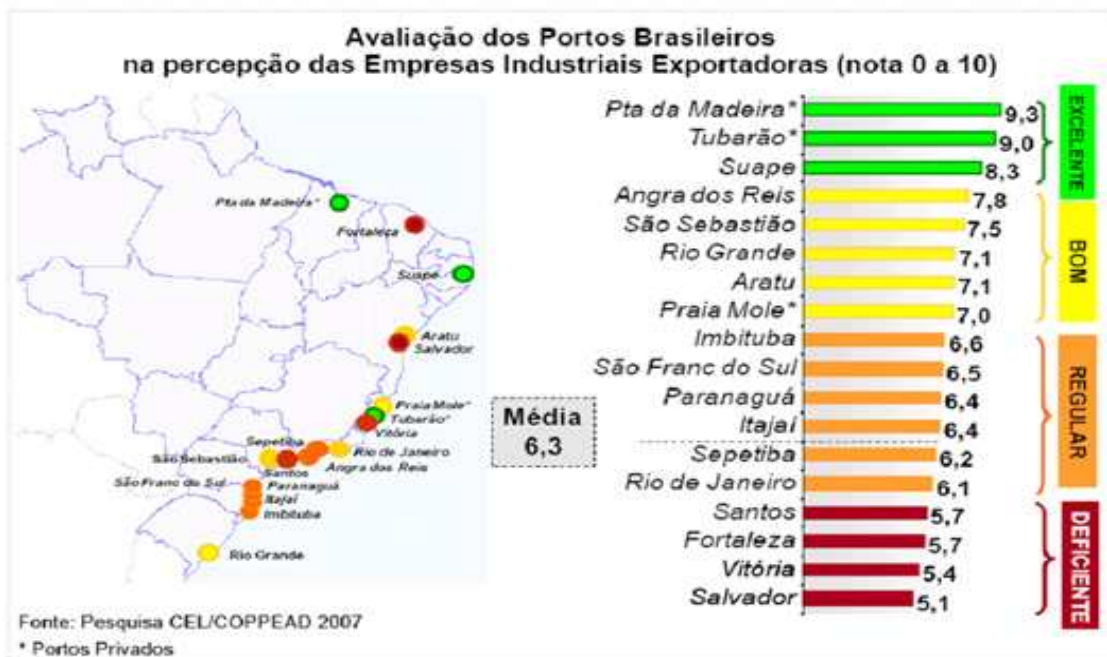 Avaliação dos Portos Brasileiros
na percepção das Empresas Industriais Exportadoras (nota 0 a 10)
Pta da Madeira*
Fortaleza
Suape
Aratu
Salvador
Praia Mole*
Tubarão*
Vitória
Sepetiba
Rio de Janeiro
São Sebastião
Angra dos Reis
Santos
São Franc do Sul
Paranaguá
Itajaí
Imbituba
Rio Grande
Média
6,3
Pta da Madeira* 9,3
Tubarão* 9,0
Suape 8,3
Angra dos Reis 7,8
São Sebastião 7,5
Rio Grande 7,1
Aratu 7,1
Praia Mole* 7,0
Imbituba 6,6
São Franc do Sul 6,5
Paranaguá 6,4
Itajaí 6,4
Sepetiba 6,2
Rio de Janeiro 6,1
Santos 5,7
Fortaleza 5,7
Vitória 5,4
Salvador 5,1
EXCELENTE
BOM
REGULAR
DEFICIENTE
Fonte: Pesquisa CEL/COPPEAD 2007
* Portos Privados